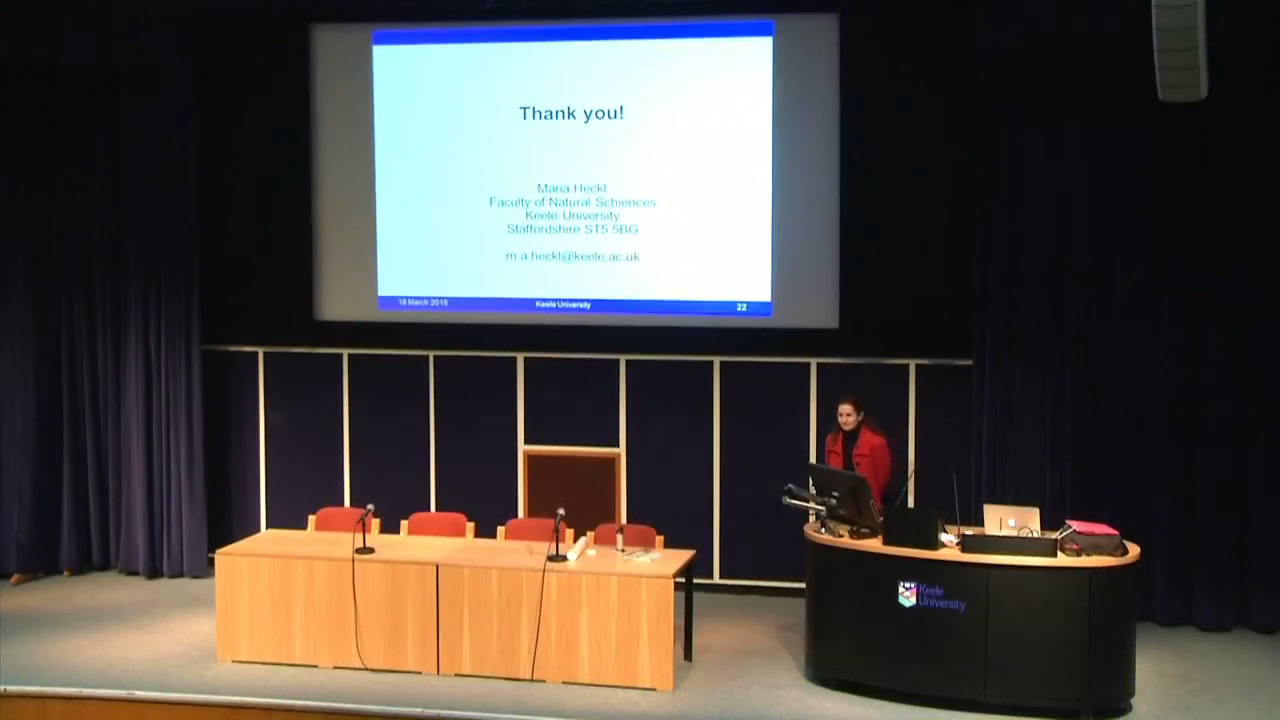 Thank you!
Maria Heckl
Faculty of Natural Schiences
Keele University
Staffordshire ST5 5BG
m.a.heckl@keele.ac.uk
16 March 2015
Keele University
22
Keele
University